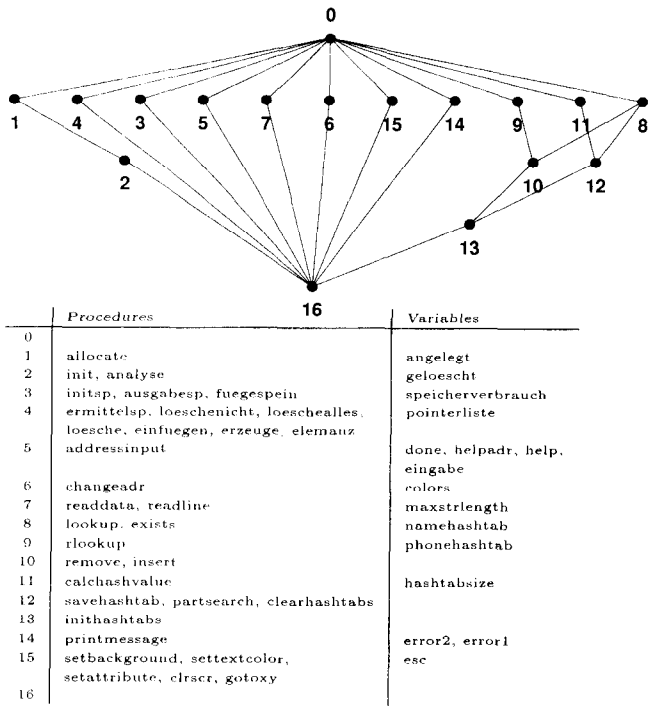 0
1 4 3 5 7 6 15 14 9 11 8
2 10 12
13
16
Procedures Variables
0
1 allocate angelegt
2 init, analyse geloescht
3 initsp, ausgabesp, fuegespein speicherverbrauch
4 ermittelsp, loeschenicht, loeschealles, pointerliste
loesche, einfuegen, erzeuge, elemanz
5 addressinput done, helpadr, help,
eingabe
6 changeadr colors
7 readdata, readline maxstrlength
8 lookup, exists namehashtab
9 rlookup phonehashtab
10 remove, insert
11 calchashvalue hashtabsize
12 savehashtab, partsearch, clearhashtabs
13 inithashtabs
14 printmessage error2, error1
15 setbackground, settextcolor, esc
setattribute, clrscr, gotoxy
16